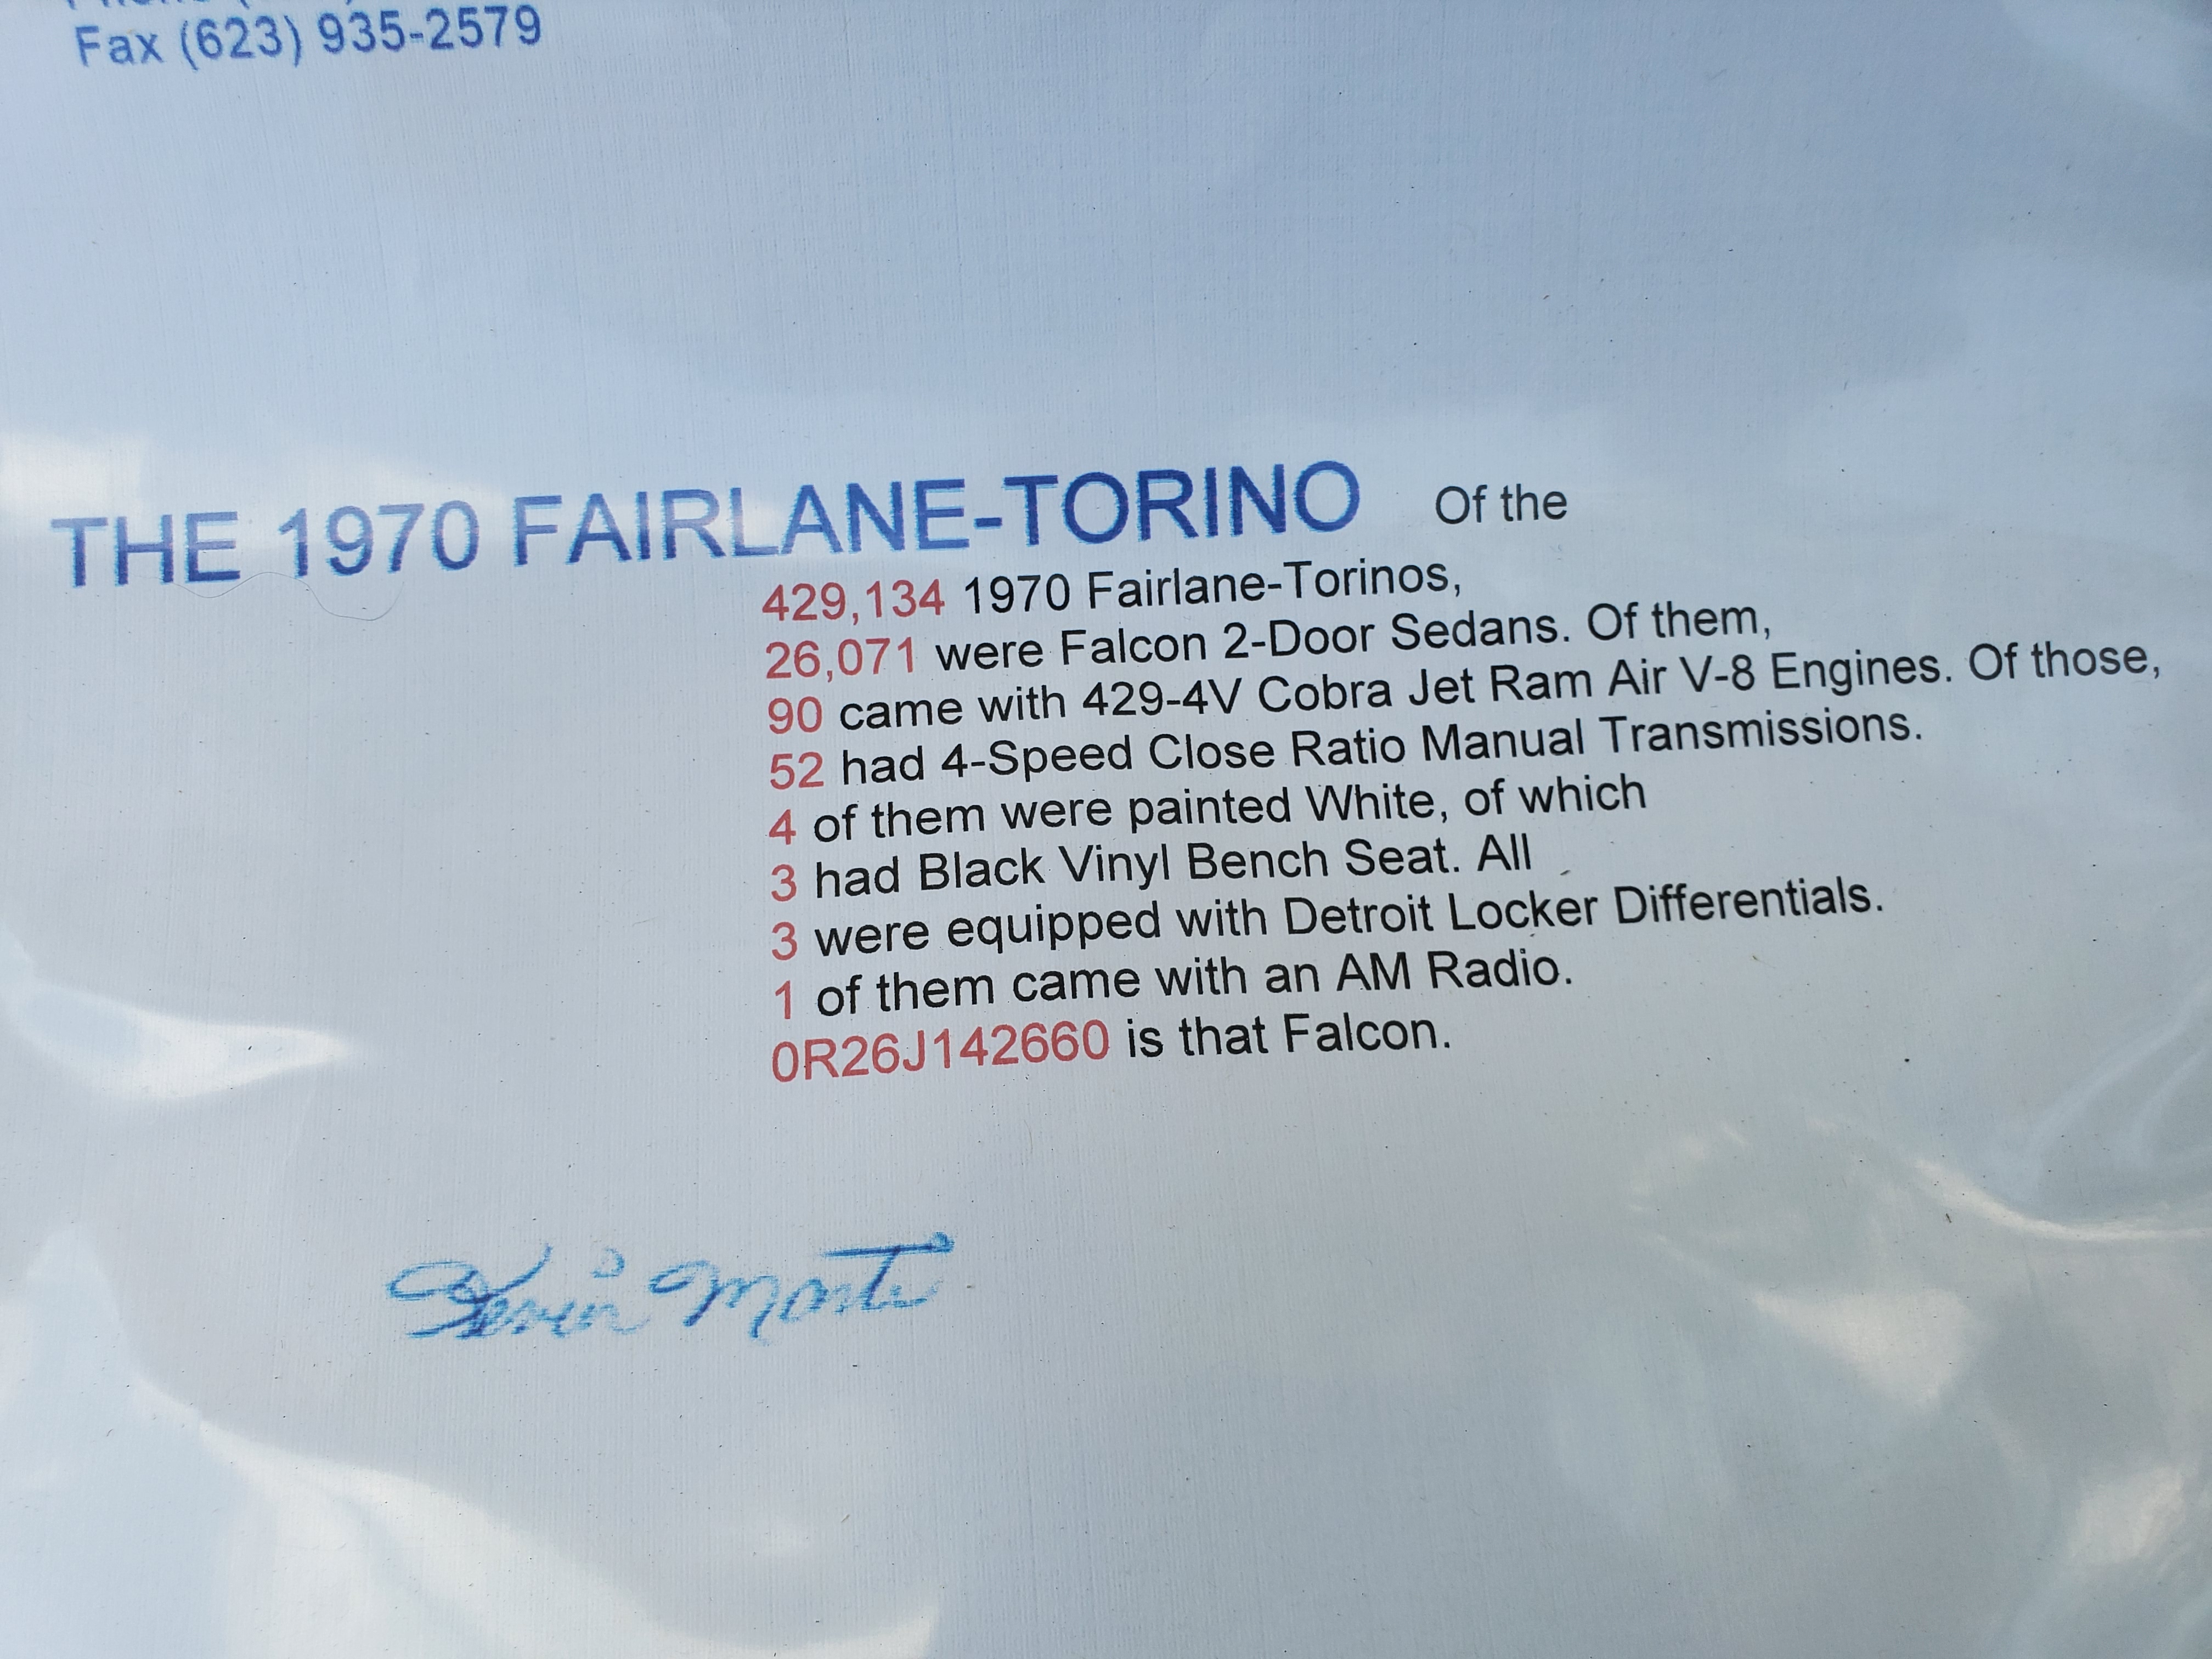 Fax (623) 935-2579
THE 1970 FAIRLANE-TORINO Of the
429,134 1970 Fairlane-Torinos,
26,071 were Falcon 2-Door Sedans. Of them,
90 came with 429-4V Cobra Jet Ram Air V-8 Engines. Of those,
52 had 4-Speed Close Ratio Manual Transmissions.
4 of them were painted White, of which
3 had Black Vinyl Bench Seat. All
3 were equipped with Detroit Locker Differentials.
1 of them came with an AM Radio.
0R26J142660 is that Falcon.
Kevin Marti